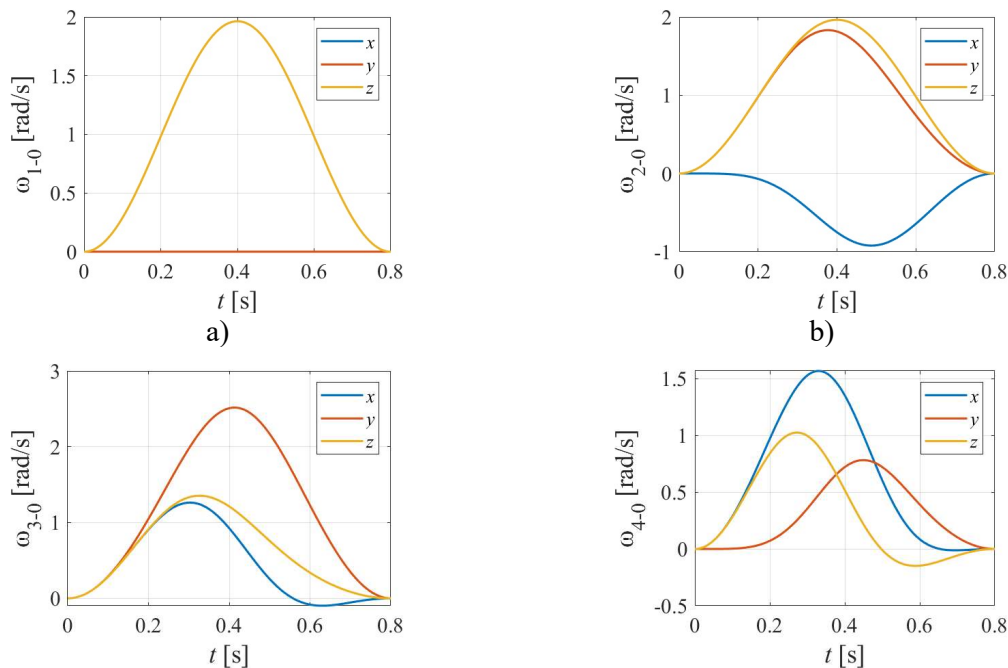 2
1.5
1
0.5
0
ω1-0 [rad/s]
x
y
z
0 0.2 0.4 0.6 0.8
t [s]
a)
2
1
0
-1
ω2-0 [rad/s]
x
y
z
0 0.2 0.4 0.6 0.8
t [s]
b)
3
2
1
0
ω3-0 [rad/s]
x
y
z
0 0.2 0.4 0.6 0.8
t [s]
1.5
1
0.5
0
-0.5
ω4-0 [rad/s]
x
y
z
0 0.2 0.4 0.6 0.8
t [s]